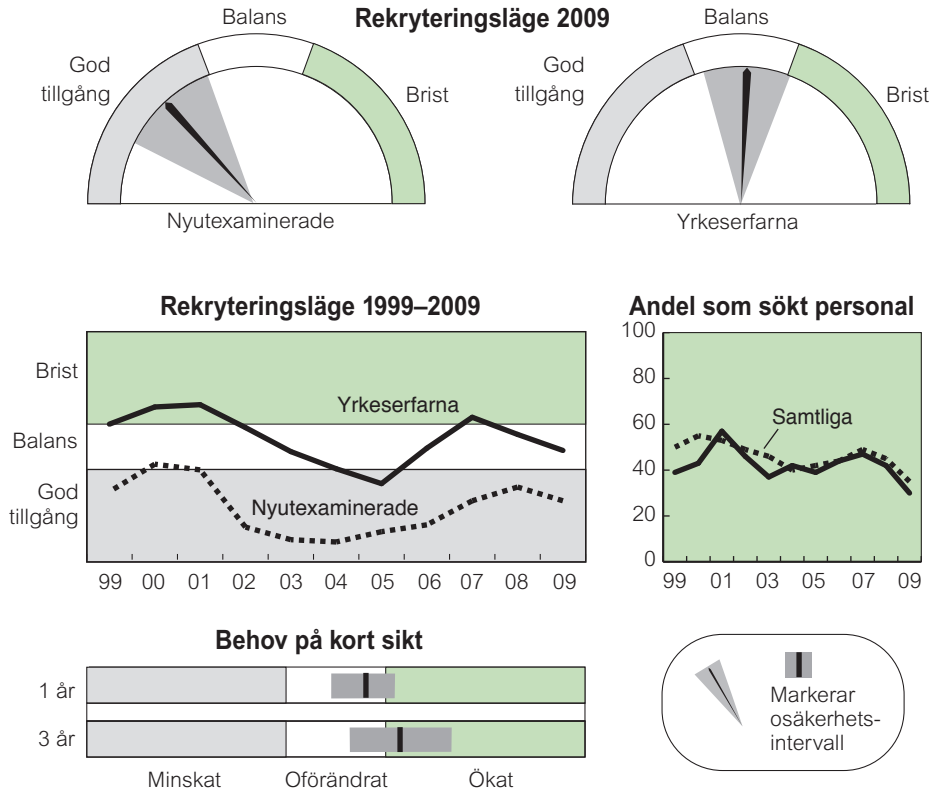 Rekryteringsläge 2009
Balans
God
tillgång
Brist
Nyutexaminerade
Balans
God
tillgång
Brist
Yrkeserfarna
Rekryteringsläge 1999–2009
Brist
Balans
God
tillgång
Yrkeserfarna
Nyutexaminerade
99 00 01 02 03 04 05 06 07 08 09
Andel som sökt personal
100
80
60
40
20
0
Samtliga
99 01 03 05 07 09
Behov på kort sikt
1 år
3 år
Minskat Oförändrat Ökat
Markerar
osäkerhets-
intervall